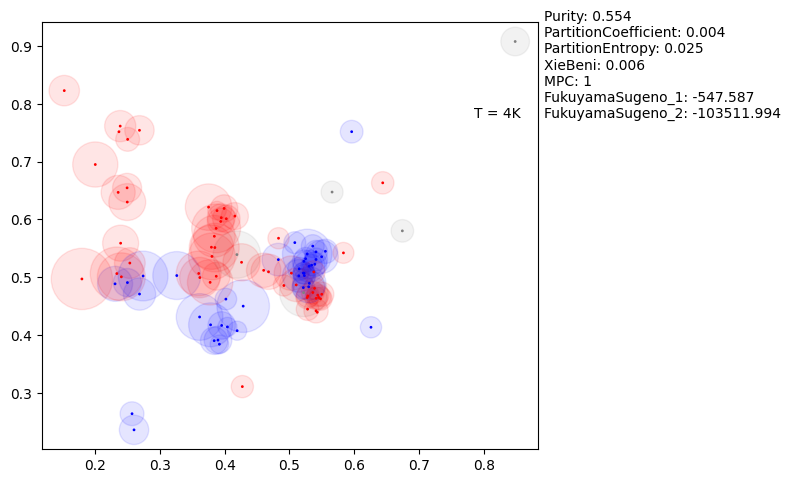 Purity: 0.554
PartitionCoefficient: 0.004
PartitionEntropy: 0.025
XieBeni: 0.006
MPC: 1
FukuyamaSugeno_1: -547.587
FukuyamaSugeno_2: -103511.994
T = 4K
0.9
0.8
0.7
0.6
0.5
0.4
0.3
0.2 0.3 0.4 0.5 0.6 0.7 0.8